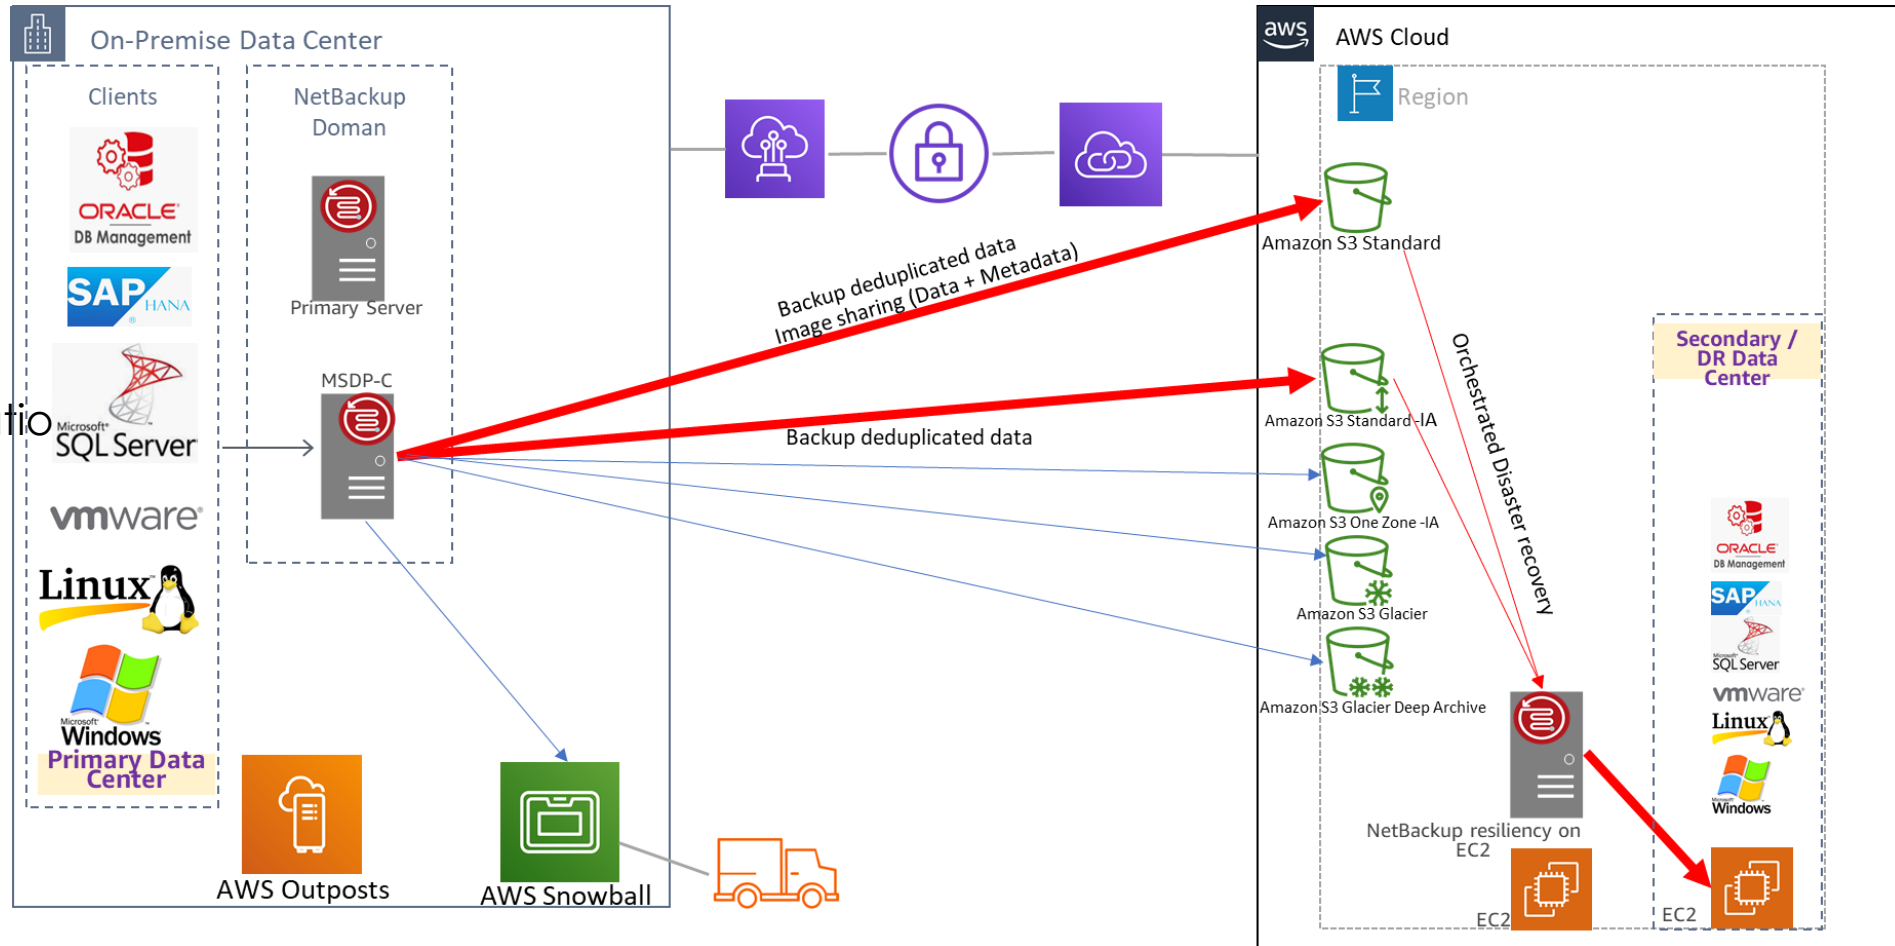 On-Premise Data Center
Clients
ORACLE
DB Management
SAP HANA
Microsoft
SQL Server
vmware
Linux
Microsoft
Windows
Primary Data
Center
tio
NetBackup
Doman
Primary Server
MSDP-C
AWS Outposts
AWS Snowball
Backup deduplicated data
Image sharing (Data + Metadata)
Backup deduplicated data
aws
AWS Cloud
Region
Amazon S3 Standard
Amazon S3 Standard -IA
Amazon S3 One Zone -IA
Amazon S3 Glacier
Amazon S3 Glacier Deep Archive
Orchestrated Disaster recovery
NetBackup resiliency on
EC2
EC2
Secondary /
DR Data
Center
ORACLE
DB Management
SAP HANA
Microsoft
SQL Server
vmware
Linux
Microsoft
Windows
EC2